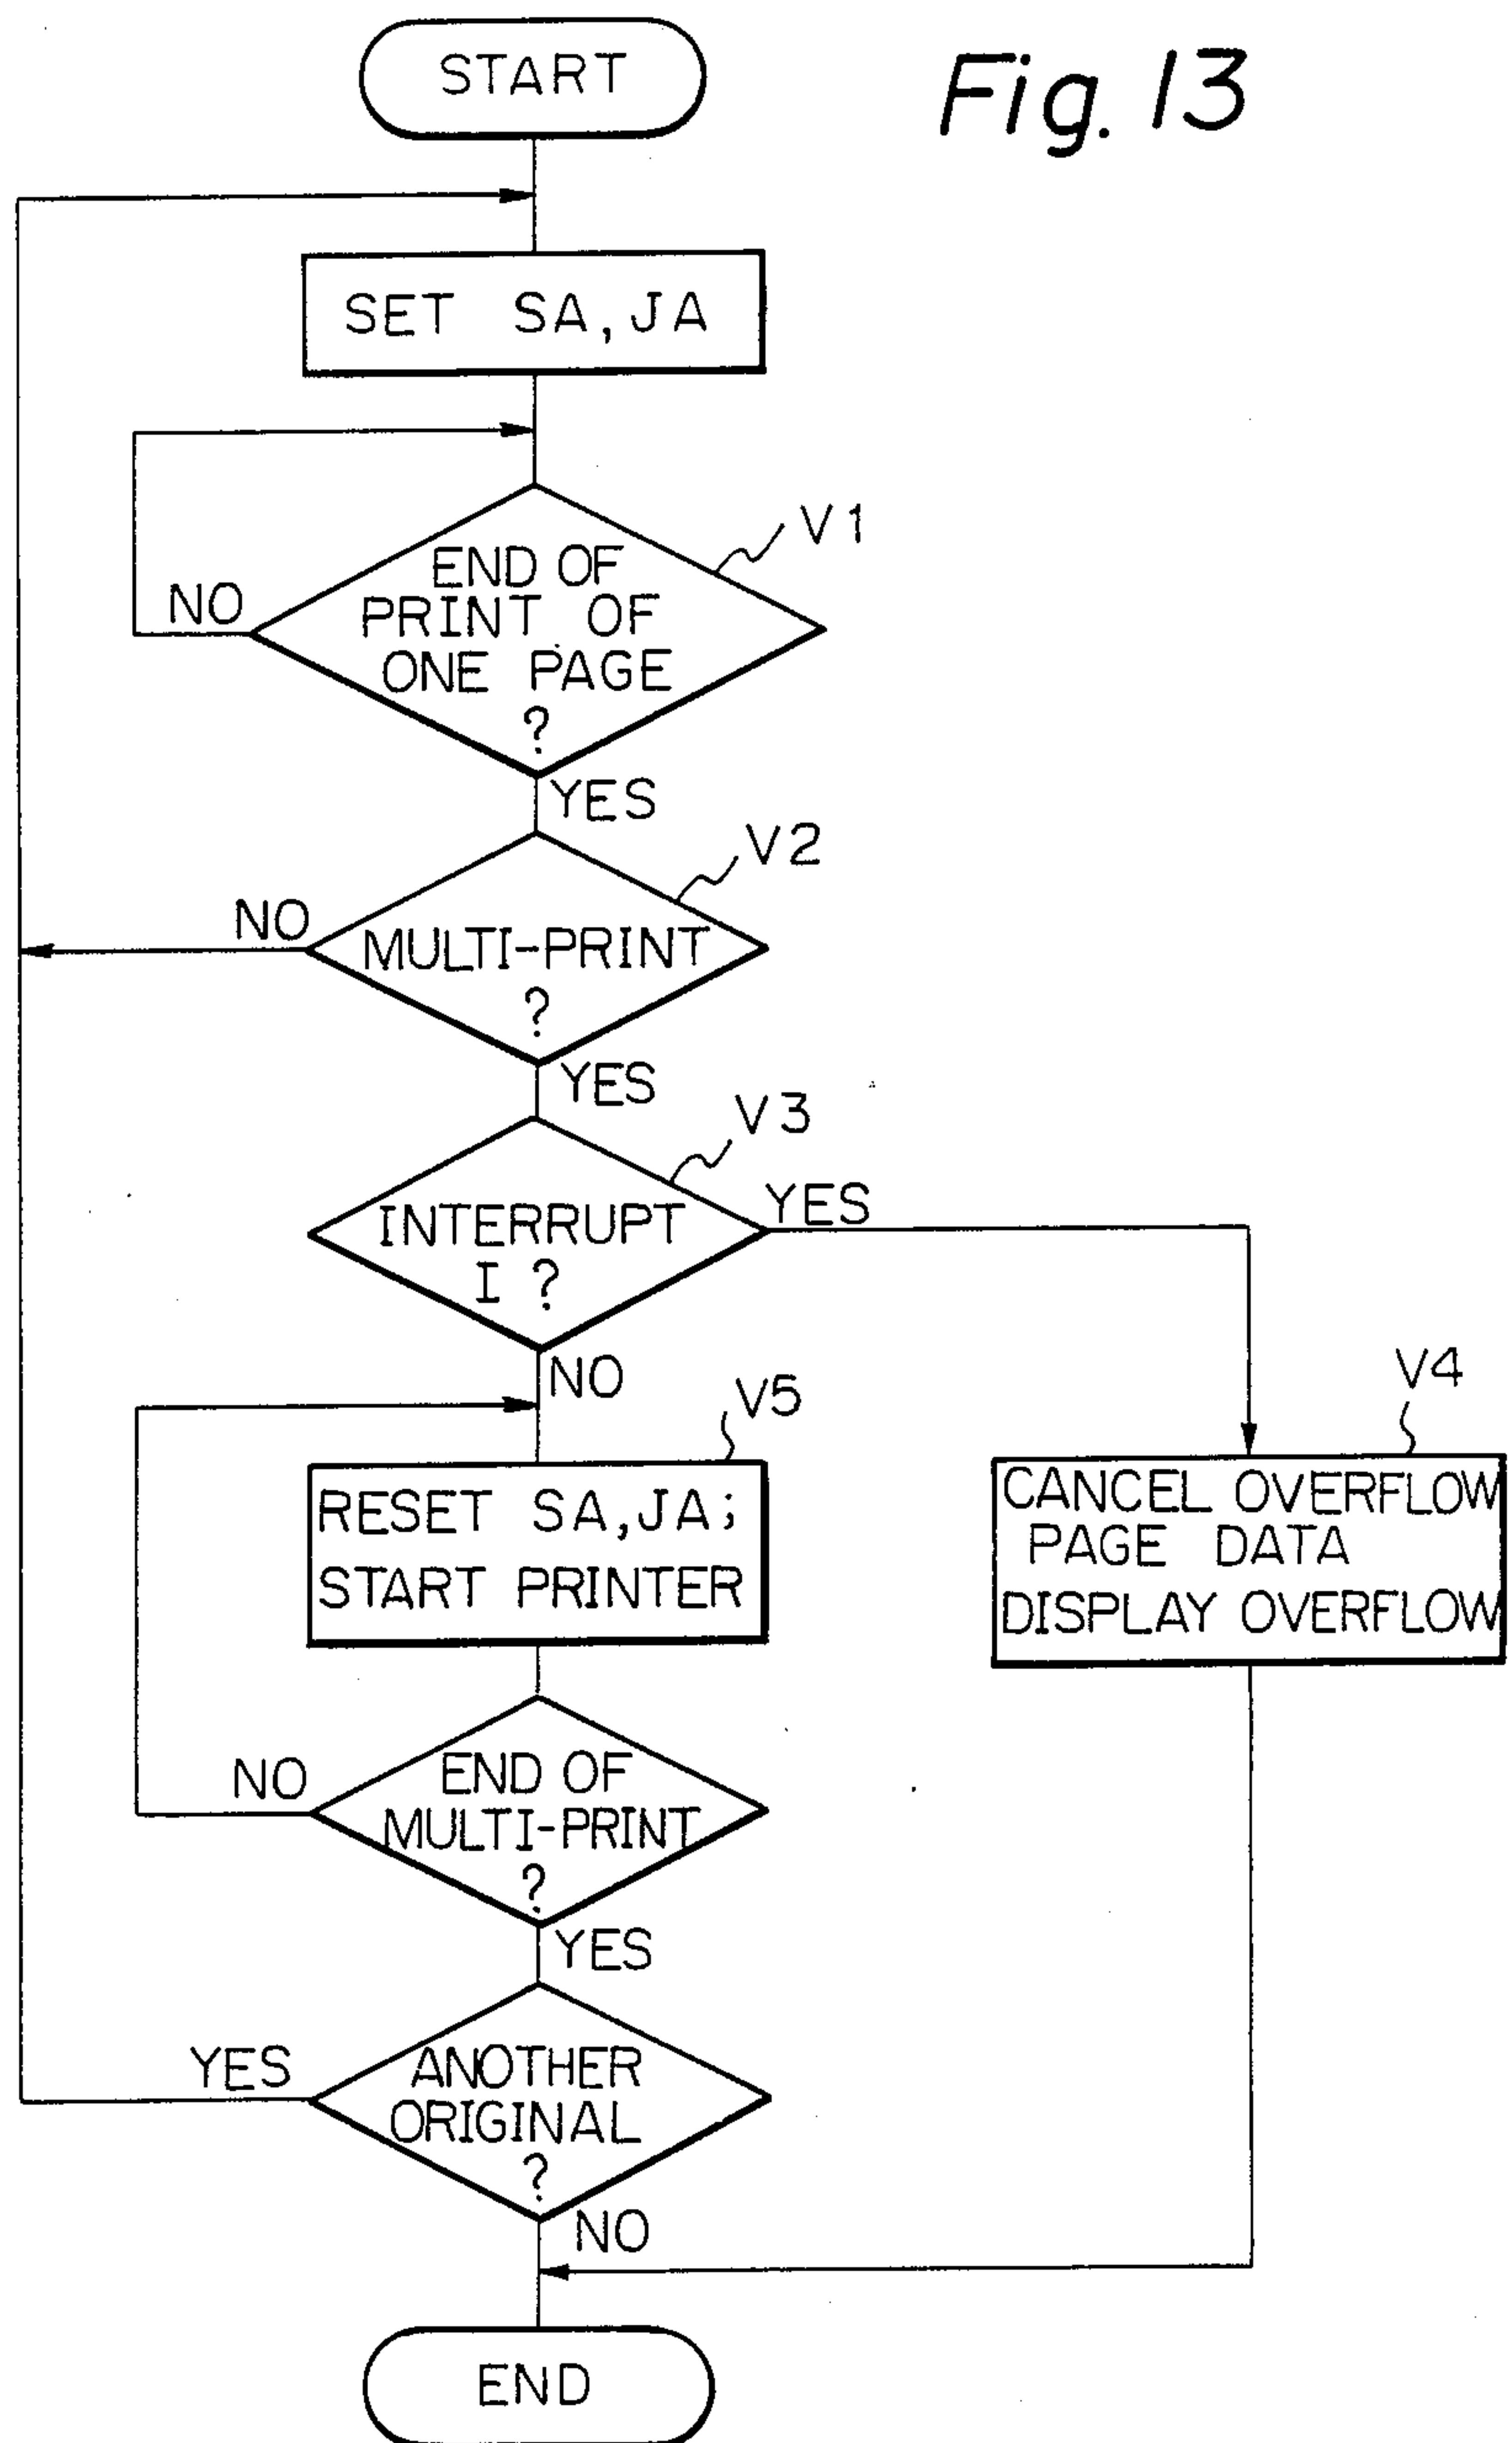 START
Fig. 13
SET SA, JA
V1
END OF
PRINT OF
ONE PAGE
?
NO
YES
V2
NO
MULTI-PRINT
?
YES
V3
INTERRUPT
I ?
YES
NO
V5
V4
RESET SA, JA;
START PRINTER
CANCEL OVERFLOW
PAGE DATA
DISPLAY OVERFLOW
NO
END OF
MULTI-PRINT
?
YES
YES
ANOTHER
ORIGINAL
?
NO
END